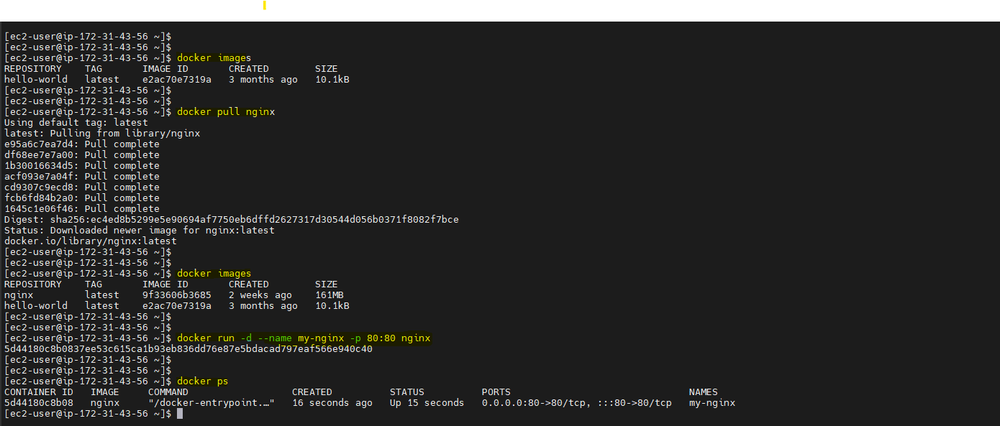 [ec2-user@ip-172-31-43-56 ~]$
[ec2-user@ip-172-31-43-56 ~]$
[ec2-user@ip-172-31-43-56 ~]$ docker images
REPOSITORY    TAG       IMAGE ID       CREATED        SIZE
hello-world   latest    e2ac70e7319a   3 months ago   10.1kB
[ec2-user@ip-172-31-43-56 ~]$
[ec2-user@ip-172-31-43-56 ~]$
[ec2-user@ip-172-31-43-56 ~]$ docker pull nginx
Using default tag: latest
latest: Pulling from library/nginx
e95a6c7ea7d4: Pull complete
df68ee7e7a00: Pull complete
1b30016634d5: Pull complete
acf093e7a04f: Pull complete
cd9307c9ecd8: Pull complete
fcb6fd84b2a0: Pull complete
1645c1e06f46: Pull complete
Digest: sha256:ec4ed8b5299e5e90694af7750eb6dffd2627317d30544d056b0371f8082f7bce
Status: Downloaded newer image for nginx:latest
docker.io/library/nginx:latest
[ec2-user@ip-172-31-43-56 ~]$
[ec2-user@ip-172-31-43-56 ~]$
[ec2-user@ip-172-31-43-56 ~]$ docker images
REPOSITORY    TAG       IMAGE ID       CREATED        SIZE
nginx         latest    9f33606b3685   2 weeks ago    161MB
hello-world   latest    e2ac70e7319a   3 months ago   10.1kB
[ec2-user@ip-172-31-43-56 ~]$
[ec2-user@ip-172-31-43-56 ~]$
[ec2-user@ip-172-31-43-56 ~]$ docker run -d --name my-nginx -p 80:80 nginx
5d44180c8b0837ee53c615ca1b93eb836dd76e87e5bdacad797eaf566e940c40
[ec2-user@ip-172-31-43-56 ~]$
[ec2-user@ip-172-31-43-56 ~]$
[ec2-user@ip-172-31-43-56 ~]$ docker ps
CONTAINER ID   IMAGE     COMMAND                  CREATED          STATUS          PORTS                               NAMES
5d44180c8b08   nginx     "/docker-entrypoint.…"   16 seconds ago   Up 15 seconds   0.0.0.0:80->80/tcp, :::80->80/tcp   my-nginx
[ec2-user@ip-172-31-43-56 ~]$